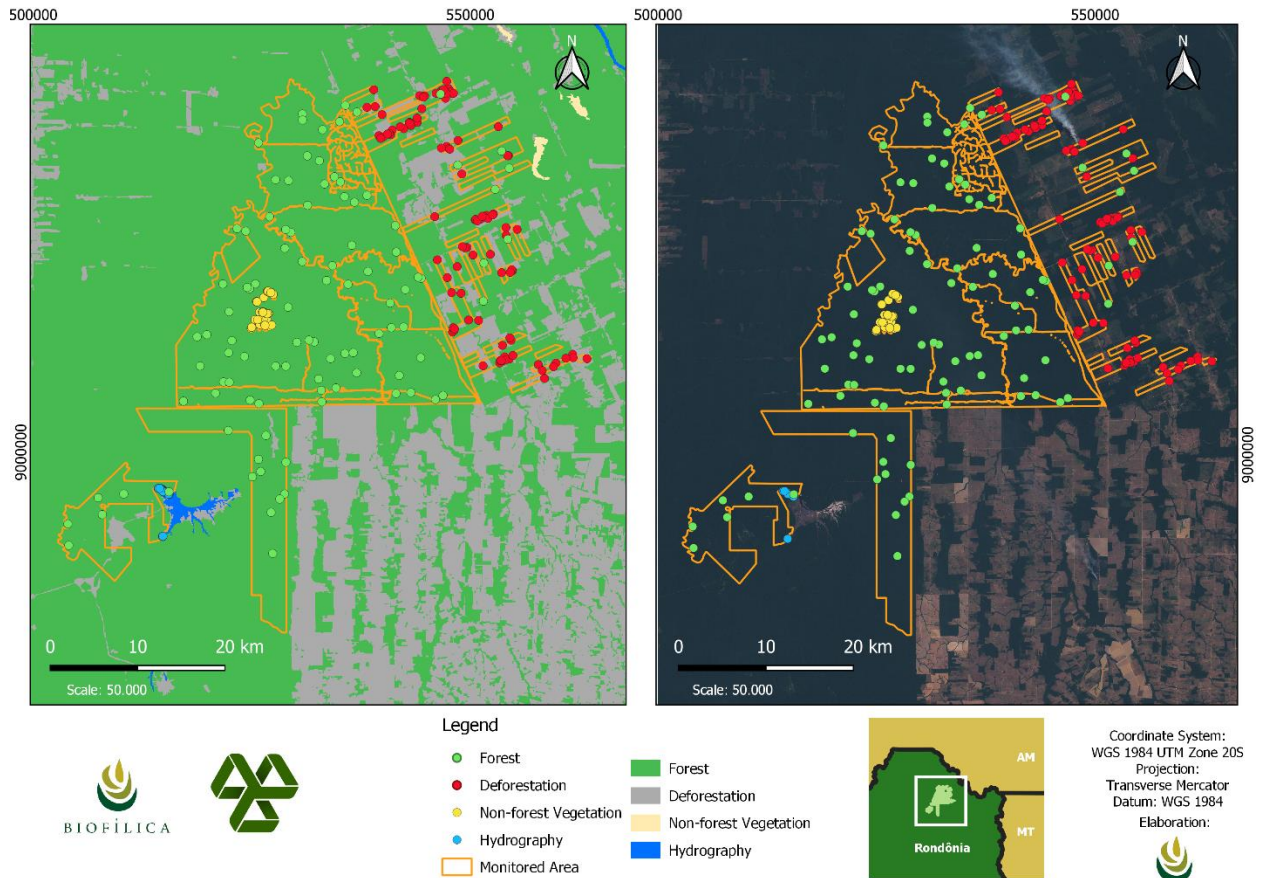 500000
550000
500000
550000
N
N
9000000
9000000
0 10 20 km
Scale: 50.000
0 10 20 km
Scale: 50.000
Legend
Forest
Deforestation
Non-forest Vegetation
Hydrography
Monitored Area
Forest
Deforestation
Non-forest Vegetation
Hydrography
BIOFÍLICA
AM
MT
Rondônia
Coordinate System:
WGS 1984 UTM Zone 20S
Projection:
Transverse Mercator
Datum: WGS 1984
Elaboration: